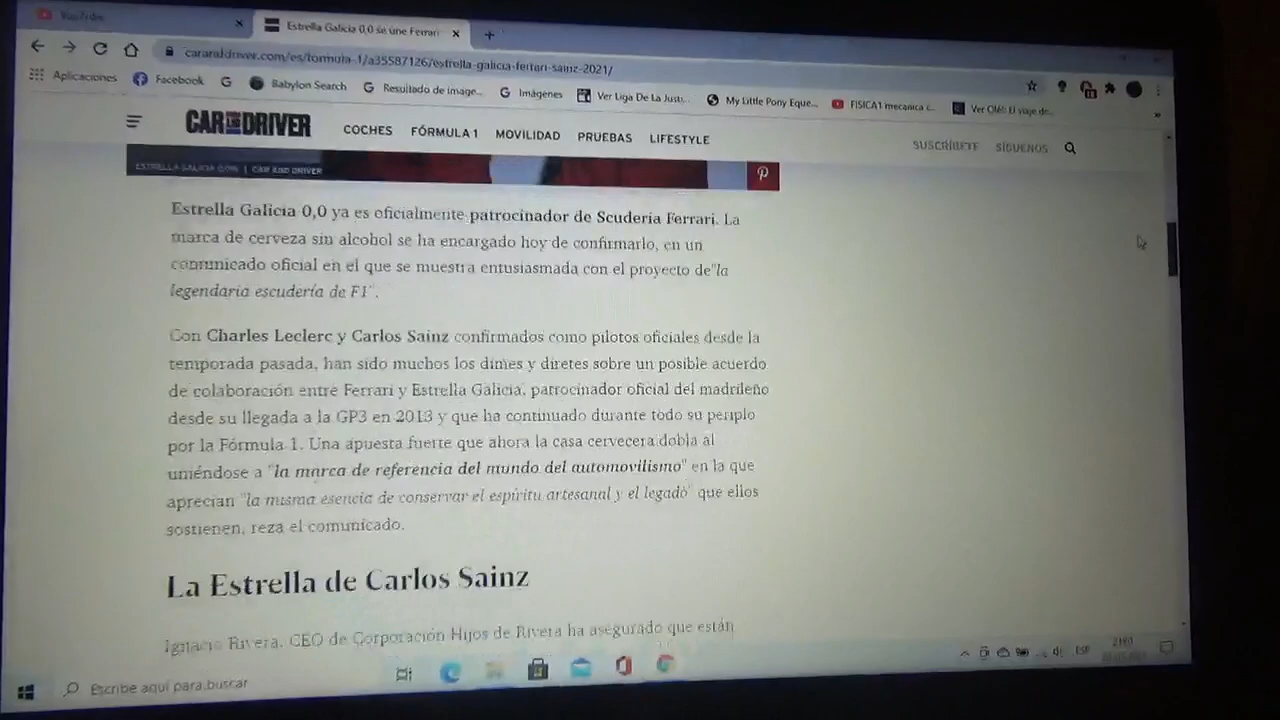 YouTube
Estrella Galicia 0,0 se une Ferrari
caranddriver.com/es/formula-1/a35587126/estrella-galicia-ferrari-sainz-2021/
Aplicaciones Facebook Babylon Search Resultado de image... Imágenes Ver Liga De La Justi... My Little Pony Eque... FISICA1 mecanica c... Ver Olé: El viaje de...
CAR AND DRIVER COCHES FÓRMULA 1 MOVILIDAD PRUEBAS LIFESTYLE SUSCRÍBETE SÍGUENOS
ESTRELLA GALICIA 0,0% | CAR AND DRIVER
Estrella Galicia 0,0 ya es oficialmente patrocinador de Scuderia Ferrari. La
marca de cerveza sin alcohol se ha encargado hoy de confirmarlo, en un
comunicado oficial en el que se muestra entusiasmada con el proyecto de"la
legendaria escudería de F1".
Con Charles Leclerc y Carlos Sainz confirmados como pilotos oficiales desde la
temporada pasada, han sido muchos los dimes y diretes sobre un posible acuerdo
de colaboración entre Ferrari y Estrella Galicia, patrocinador oficial del madrileño
desde su llegada a la GP3 en 2013 y que ha continuado durante todo su periplo
por la Fórmula 1. Una apuesta fuerte que ahora la casa cervecera dobla al
uniéndose a "la marca de referencia del mundo del automovilismo" en la que
aprecian "la misma esencia de conservar el espíritu artesanal y el legado" que ellos
sostienen, reza el comunicado.
La Estrella de Carlos Sainz
Ignacio Rivera, CEO de Corporación Hijos de Rivera ha asegurado que están
Escribe aquí para buscar
ESP